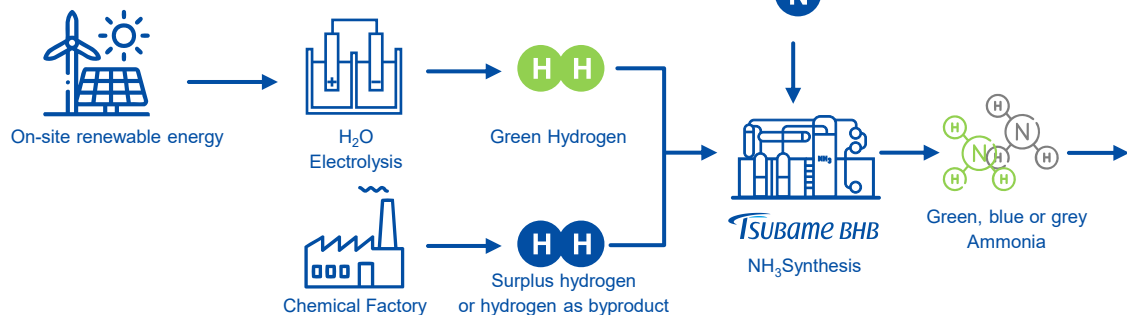 N
+
−
H H
On-site renewable energy
H₂O
Electrolysis
Green Hydrogen
NH₃
H
N
H
N
H
H
H
H
TSUBAME BHB
NH₃Synthesis
Green, blue or grey
Ammonia
H H
Chemical Factory
Surplus hydrogen
or hydrogen as byproduct